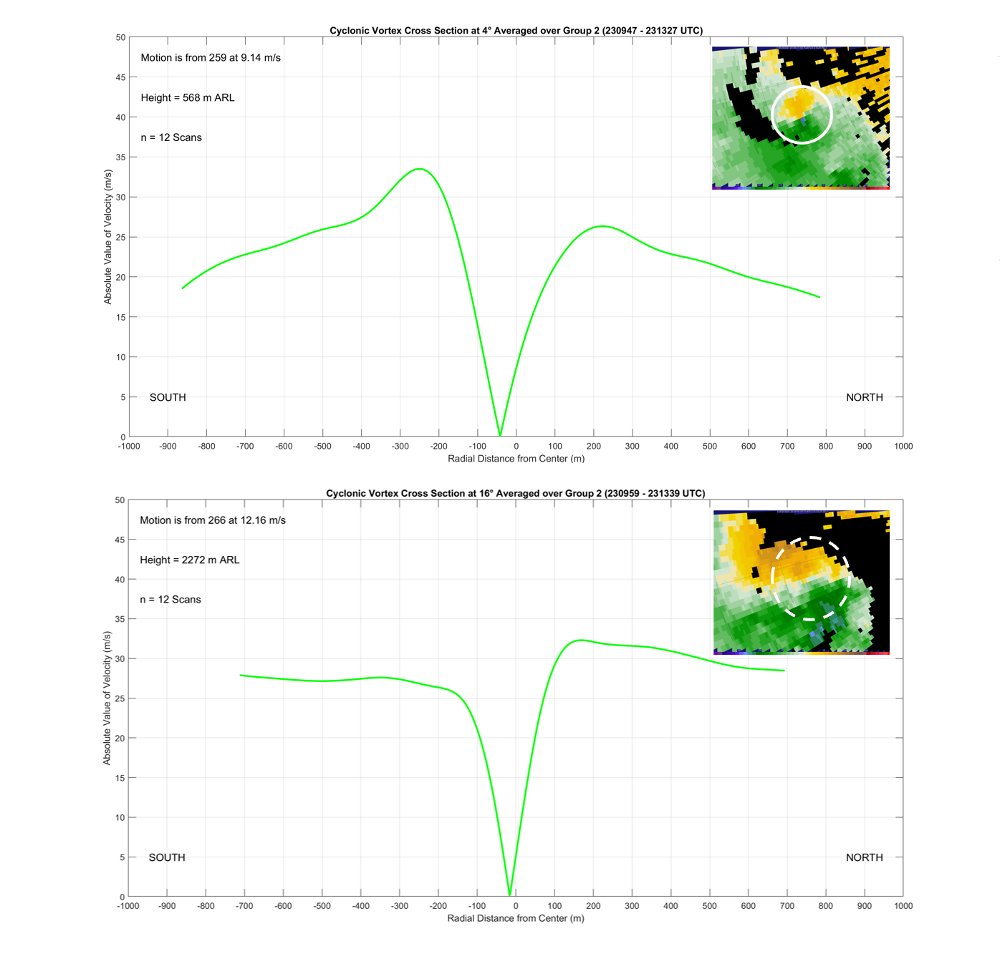 Cyclonic Vortex Cross Section at 4° Averaged over Group 2 (230947 - 231327 UTC)
50
45
40
35
30
25
20
15
10
5
0
Absolute Value of Velocity (m/s)
Motion is from 259 at 9.14 m/s
Height = 568 m ARL
n = 12 Scans
SOUTH
NORTH
-1000 -900 -800 -700 -600 -500 -400 -300 -200 -100 0 100 200 300 400 500 600 700 800 900 1000
Radial Distance from Center (m)
Cyclonic Vortex Cross Section at 16° Averaged over Group 2 (230959 - 231339 UTC)
50
45
40
35
30
25
20
15
10
5
0
Absolute Value of Velocity (m/s)
Motion is from 266 at 12.16 m/s
Height = 2272 m ARL
n = 12 Scans
SOUTH
NORTH
-1000 -900 -800 -700 -600 -500 -400 -300 -200 -100 0 100 200 300 400 500 600 700 800 900 1000
Radial Distance from Center (m)